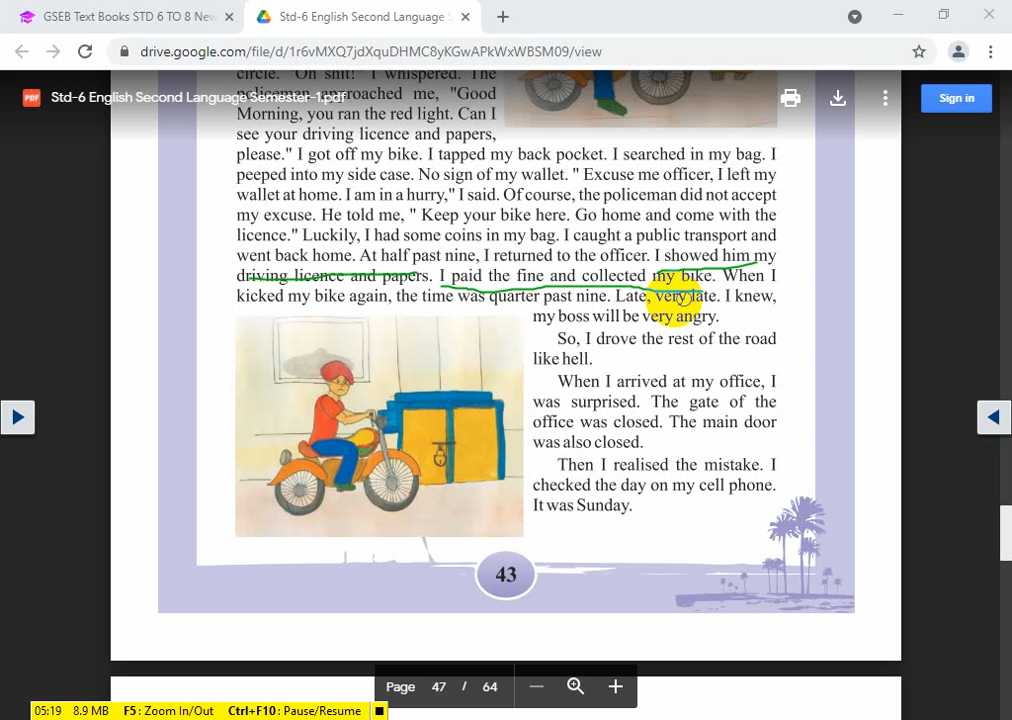 GSEB Text Books STD 6 TO 8 New
Std-6 English Second Language S
drive.google.com/file/d/1r6vMXQ7jdXquDHMC8yKGwAPkWxWBSM09/view
PDF Std-6 English Second Language Semester-1.pdf
Sign in
circle. "Oh shit! " I whispered. The
policeman approached me, "Good
Morning, you ran the red light. Can I
see your driving licence and papers,
please." I got off my bike. I tapped my back pocket. I searched in my bag. I
peeped into my side case. No sign of my wallet. " Excuse me officer, I left my
wallet at home. I am in a hurry," I said. Of course, the policeman did not accept
my excuse. He told me, " Keep your bike here. Go home and come with the
licence." Luckily, I had some coins in my bag. I caught a public transport and
went back home. At half past nine, I returned to the officer. I showed him my
driving licence and papers. I paid the fine and collected my bike. When I
kicked my bike again, the time was quarter past nine. Late, very late. I knew,
my boss will be very angry.
So, I drove the rest of the road
like hell.
When I arrived at my office, I
was surprised. The gate of the
office was closed. The main door
was also closed.
Then I realised the mistake. I
checked the day on my cell phone.
It was Sunday.
43
Page 47 / 64
05:19 8.9 MB F5: Zoom In/Out Ctrl+F10: Pause/Resume